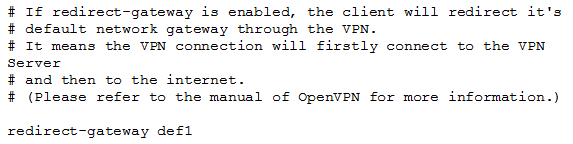 # If redirect-gateway is enabled, the client will redirect it's
# default network gateway through the VPN.
# It means the VPN connection will firstly connect to the VPN
Server
# and then to the internet.
# (Please refer to the manual of OpenVPN for more information.)
redirect-gateway def1